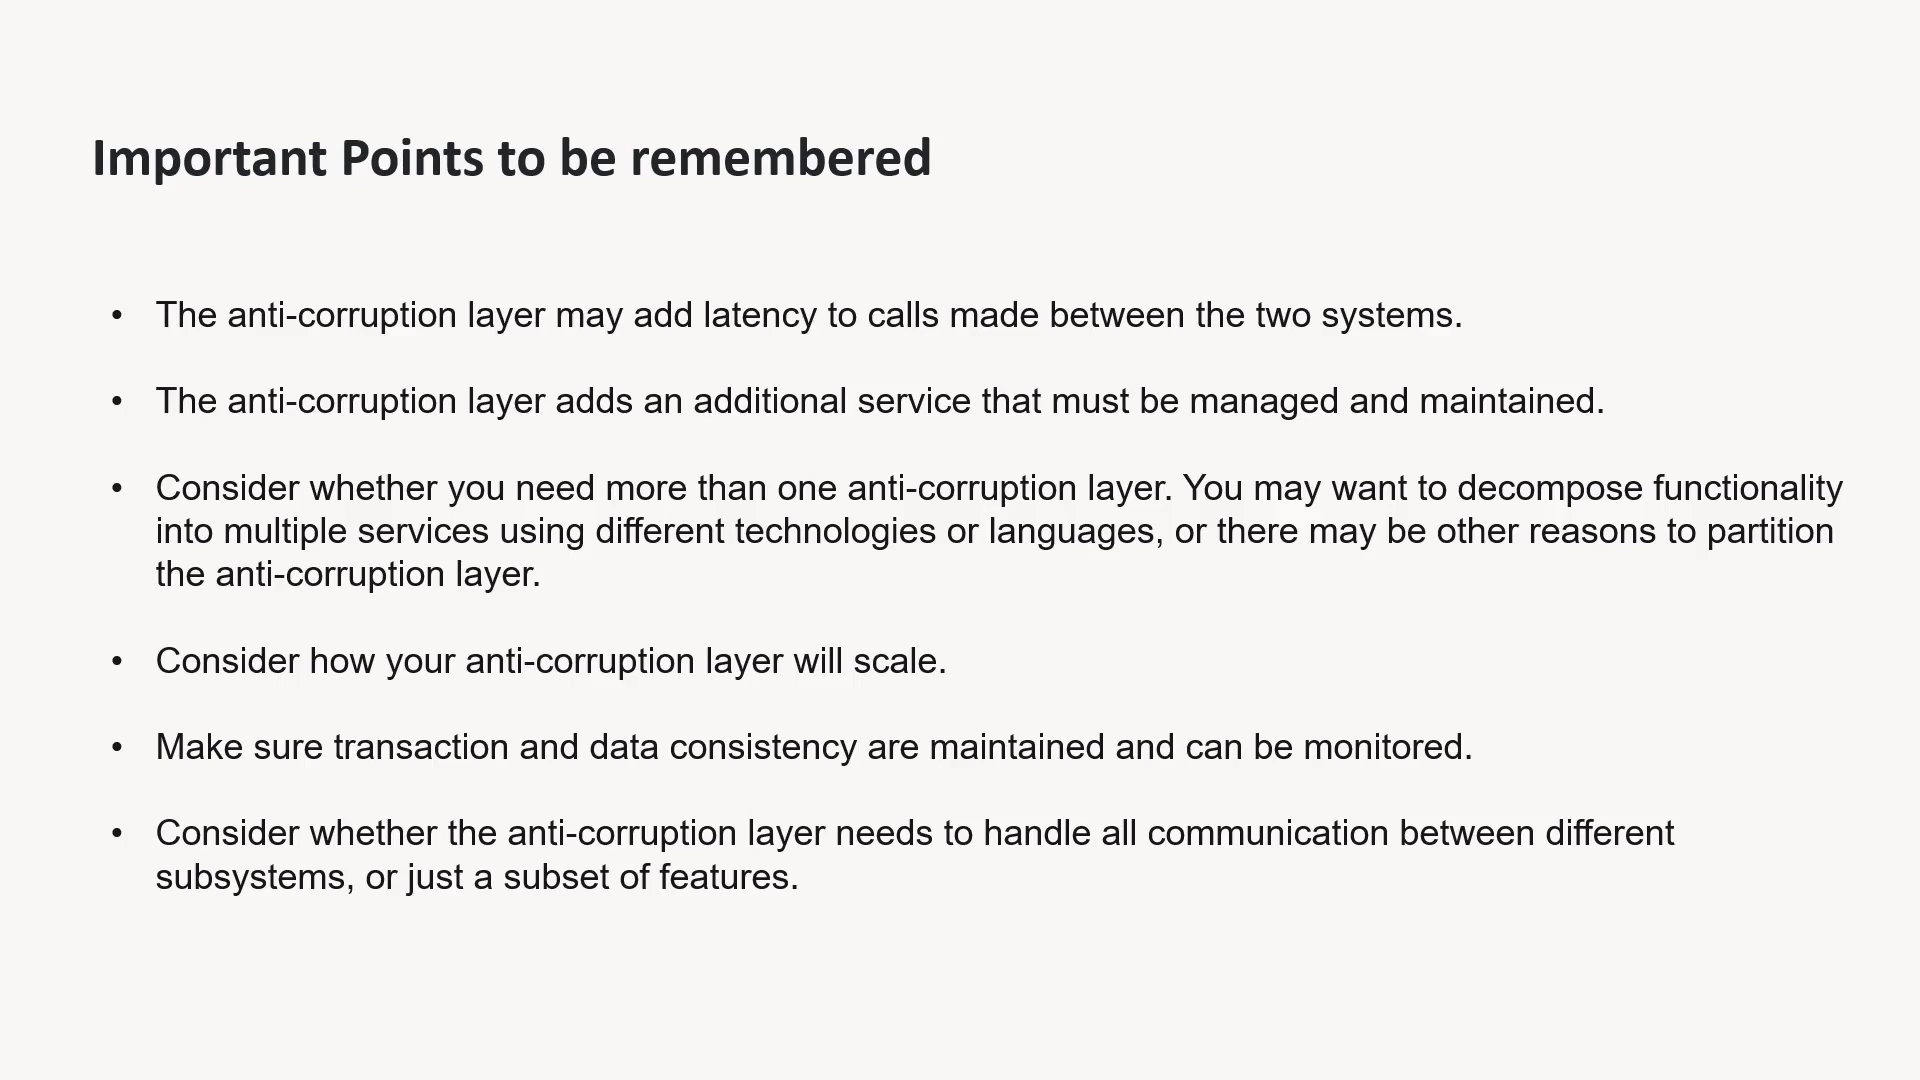 Important Points to be remembered
• The anti-corruption layer may add latency to calls made between the two systems.
• The anti-corruption layer adds an additional service that must be managed and maintained.
• Consider whether you need more than one anti-corruption layer. You may want to decompose functionality
into multiple services using different technologies or languages, or there may be other reasons to partition
the anti-corruption layer.
• Consider how your anti-corruption layer will scale.
• Make sure transaction and data consistency are maintained and can be monitored.
• Consider whether the anti-corruption layer needs to handle all communication between different
subsystems, or just a subset of features.